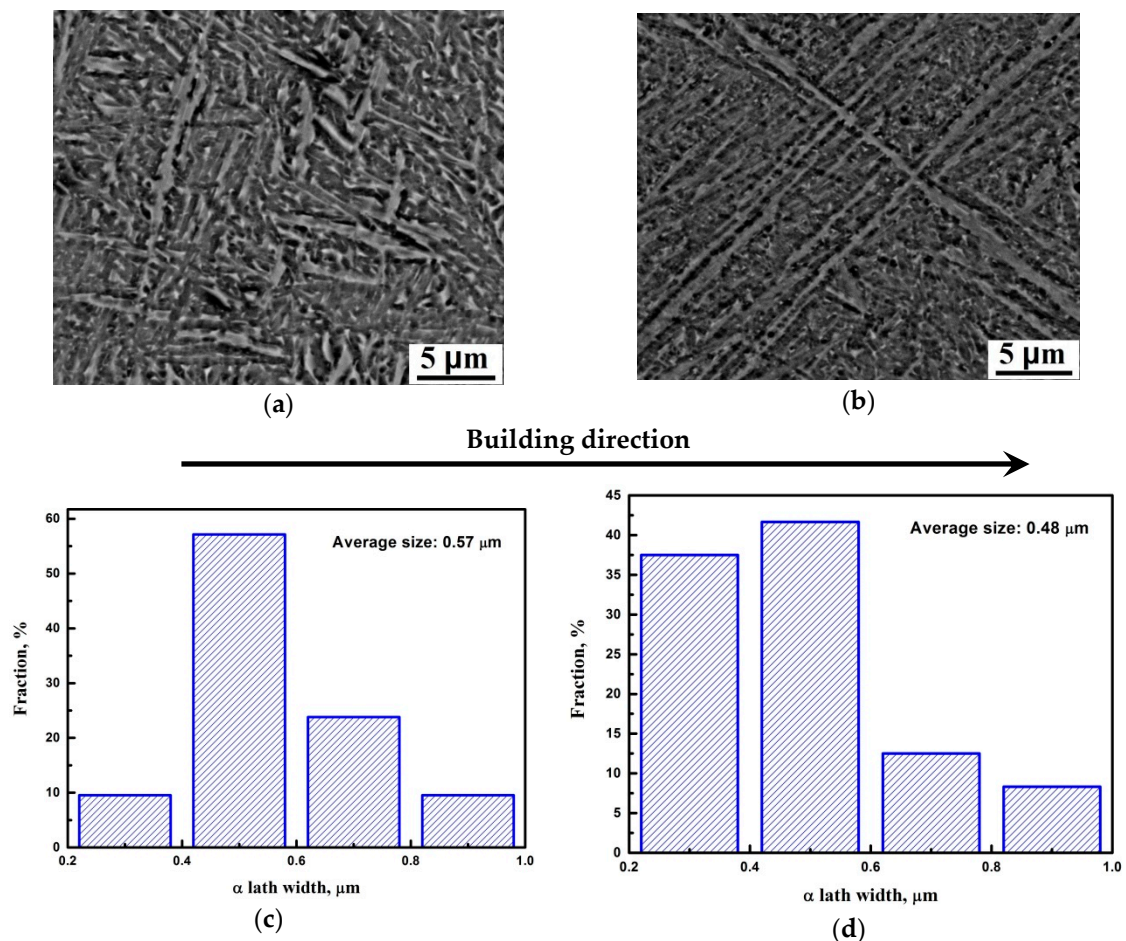 5 μm
5 μm
(a)
(b)
Building direction
Average size: 0.57 μm
Fraction, %
60
50
40
30
20
10
0
0.2 0.4 0.6 0.8 1.0
α lath width, μm
(c)
Average size: 0.48 μm
Fraction, %
45
40
35
30
25
20
15
10
5
0
0.2 0.4 0.6 0.8 1.0
α lath width, μm
(d)